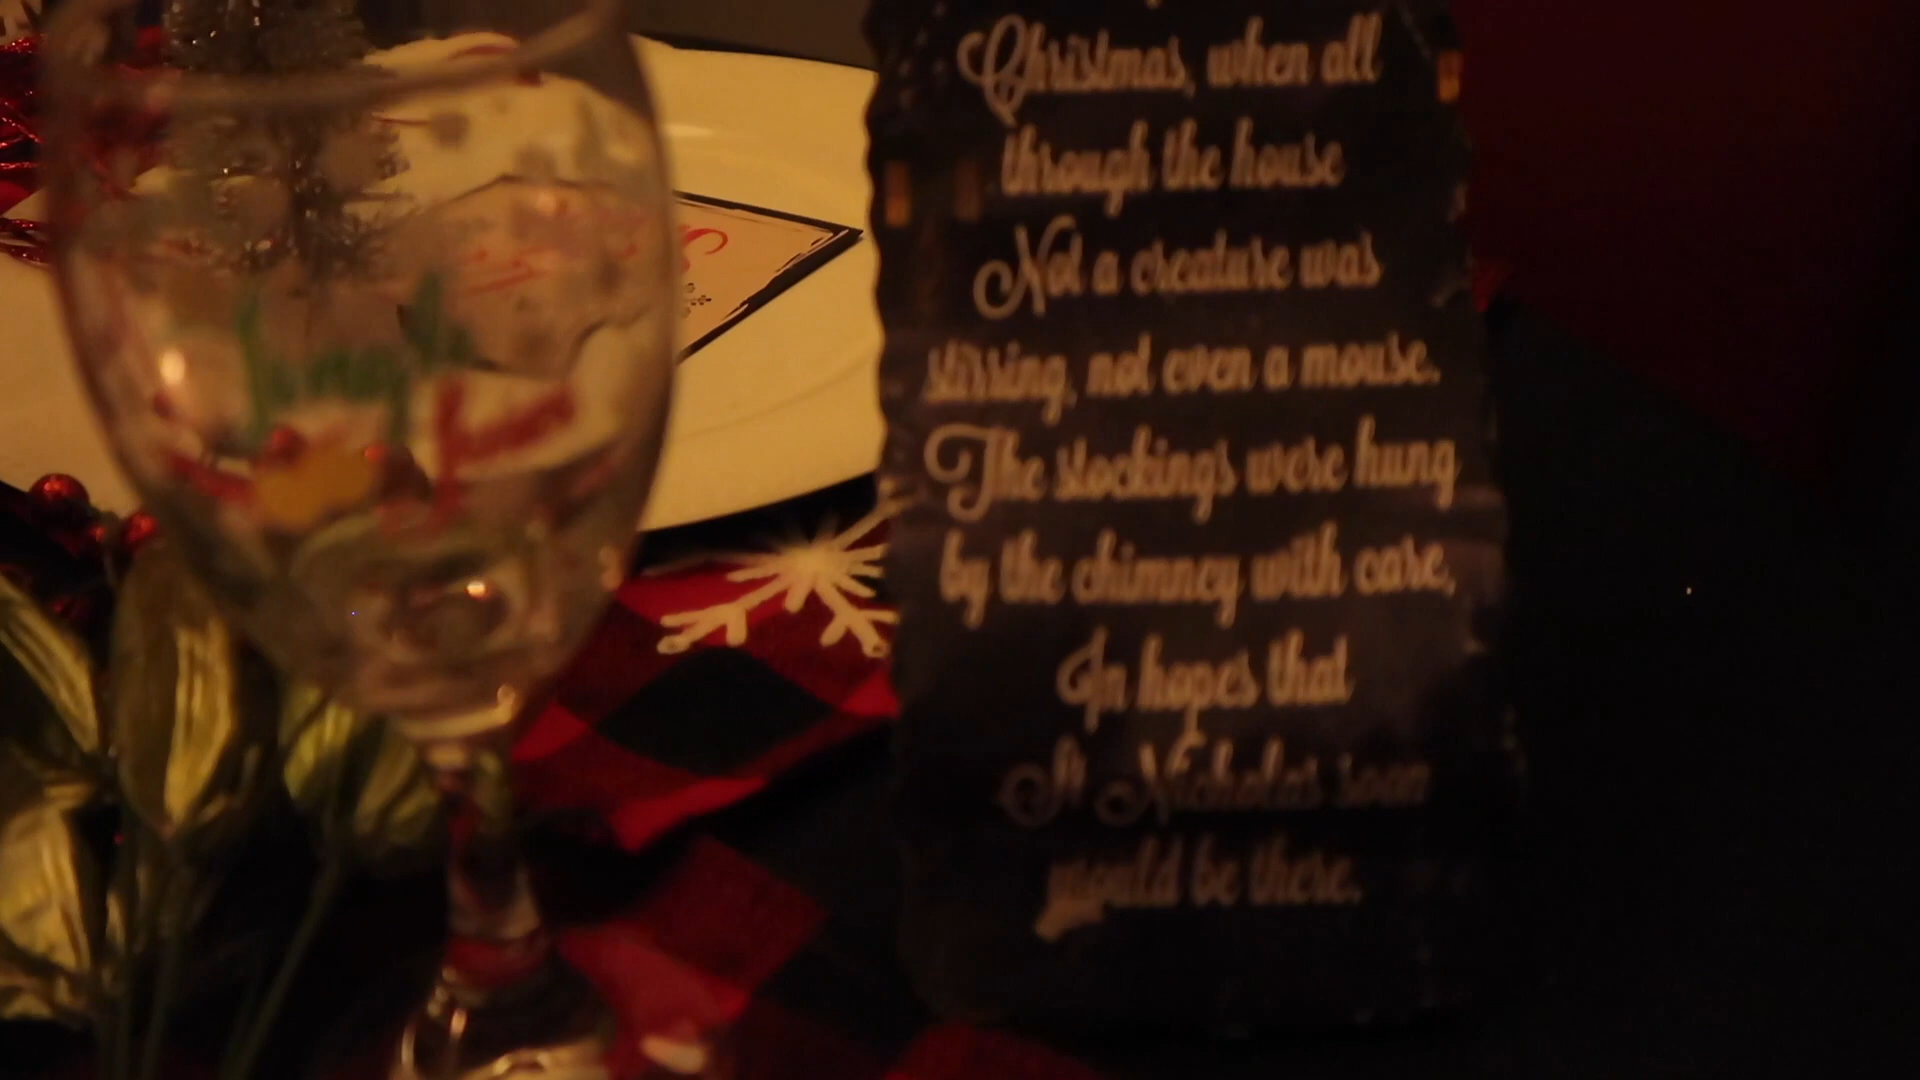 Christmas, when all
through the house
Not a creature was
stirring, not even a mouse.
The stockings were hung
by the chimney with care,
In hopes that
St Nicholas soon
would be there.